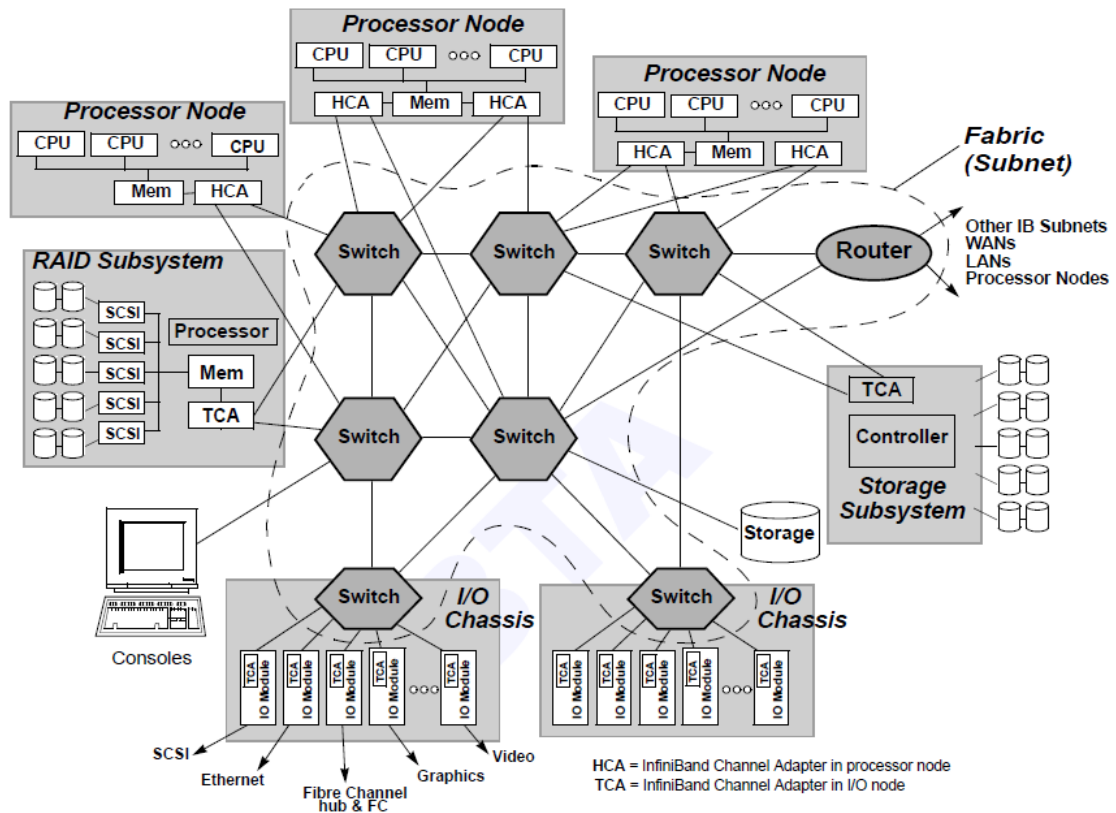 Processor Node
CPU
CPU
CPU
HCA
Mem
HCA
Processor Node
CPU
CPU
CPU
HCA
Mem
HCA
Processor Node
CPU
CPU
CPU
Mem
HCA
Fabric
(Subnet)
Switch
Switch
Switch
Router
Other IB Subnets
WANs
LANs
Processor Nodes
RAID Subsystem
SCSI
SCSI
SCSI
SCSI
SCSI
Processor
Mem
TCA
Switch
Switch
TCA
Controller
Storage
Subsystem
Storage
Consoles
Switch
I/O
Chassis
TCA
IO Module
TCA
IO Module
TCA
IO Module
TCA
IO Module
TCA
IO Module
SCSI
Ethernet
Fibre Channel
hub & FC
Graphics
Video
Switch
I/O
Chassis
TCA
IO Module
TCA
IO Module
TCA
IO Module
TCA
IO Module
TCA
IO Module
HCA = InfiniBand Channel Adapter in processor node
TCA = InfiniBand Channel Adapter in I/O node
BTA